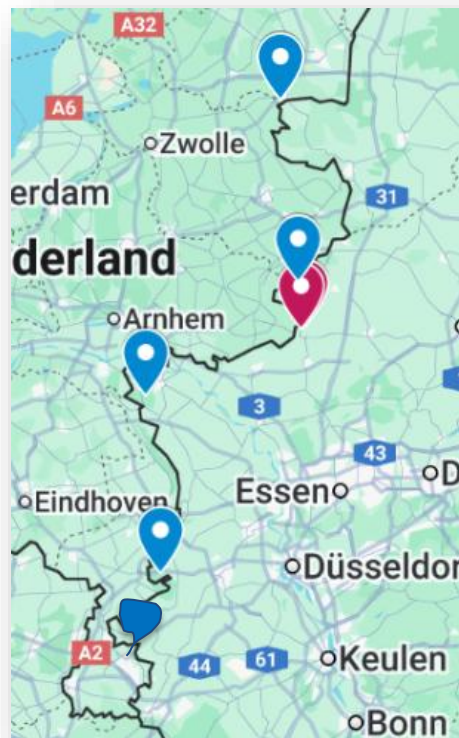 A32
A6
Zwolle
erdam
31
derland
Arnhem
3
43
Essen
D
Eindhoven
Düsseldor
A2
44
61
Keulen
Bonn